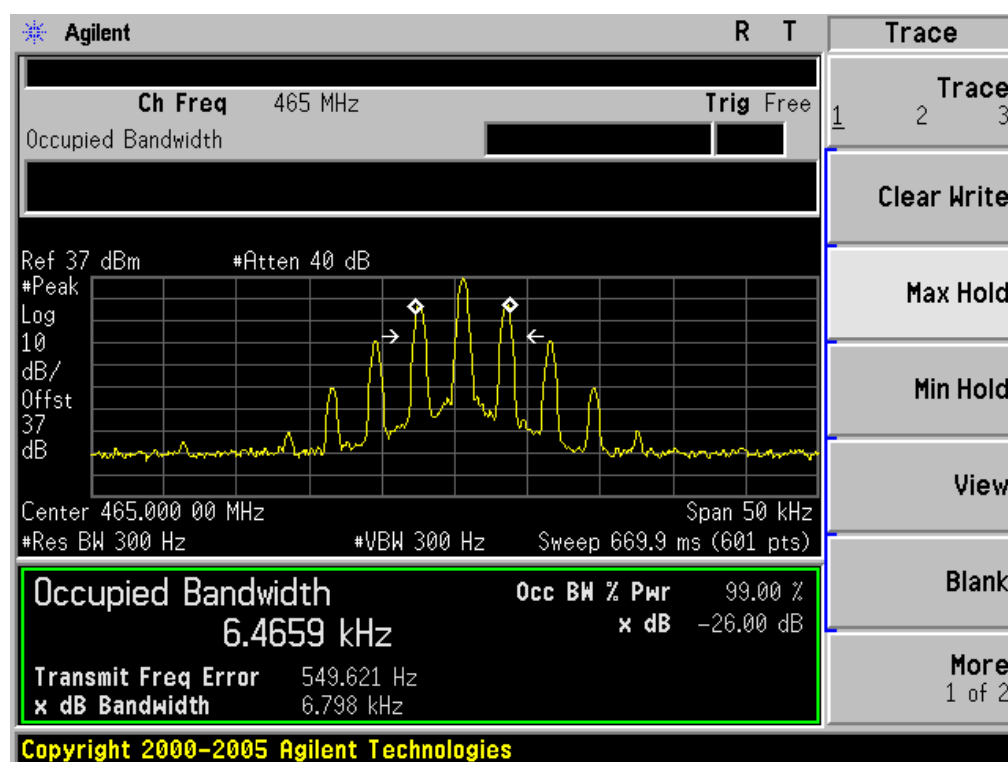 Agilent
R T
Trace
Ch Freq 465 MHz
Trig Free
Occupied Bandwidth
Trace
1 2 3
Clear Write
Max Hold
Min Hold
View
Blank
More
1 of 2
Ref 37 dBm #Atten 40 dB
#Peak
Log
10
dB/
Offst
37
dB
Center 465.000 00 MHz Span 50 kHz
#Res BW 300 Hz #VBW 300 Hz Sweep 669.9 ms (601 pts)
Occupied Bandwidth
6.4659 kHz
Occ BW % Pwr 99.00 %
x dB -26.00 dB
Transmit Freq Error 549.621 Hz
x dB Bandwidth 6.798 kHz
Copyright 2000-2005 Agilent Technologies